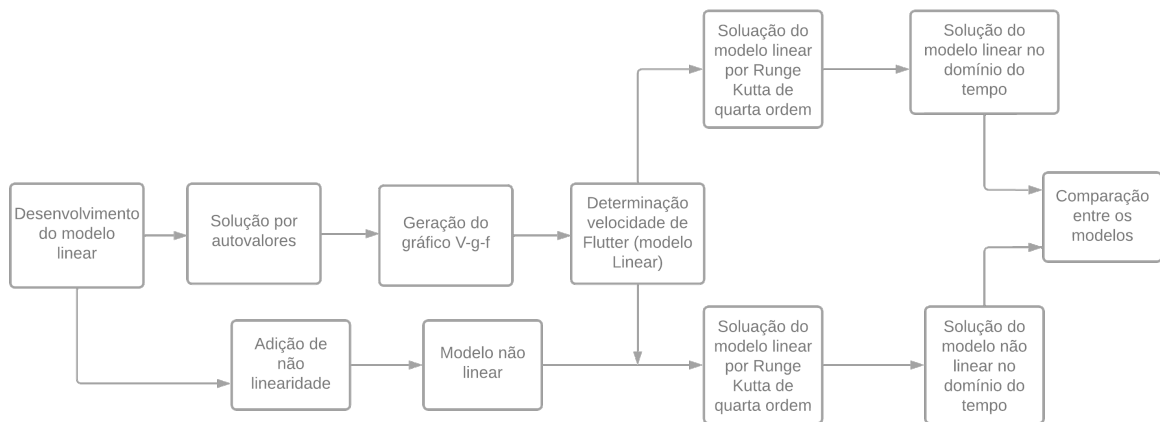 Desenvolvimento
do modelo
linear
Solução por
autovalores
Geração do
gráfico V-g-f
Determinação
velocidade de
Flutter (modelo
Linear)
Soluação do
modelo linear
por Runge
Kutta de
quarta ordem
Solução do
modelo linear no
domínio do
tempo
Adição de
não
linearidade
Modelo não
linear
Soluação do
modelo linear
por Runge
Kutta de
quarta ordem
Solução do
modelo não
linear no
domínio do
tempo
Comparação
entre os
modelos